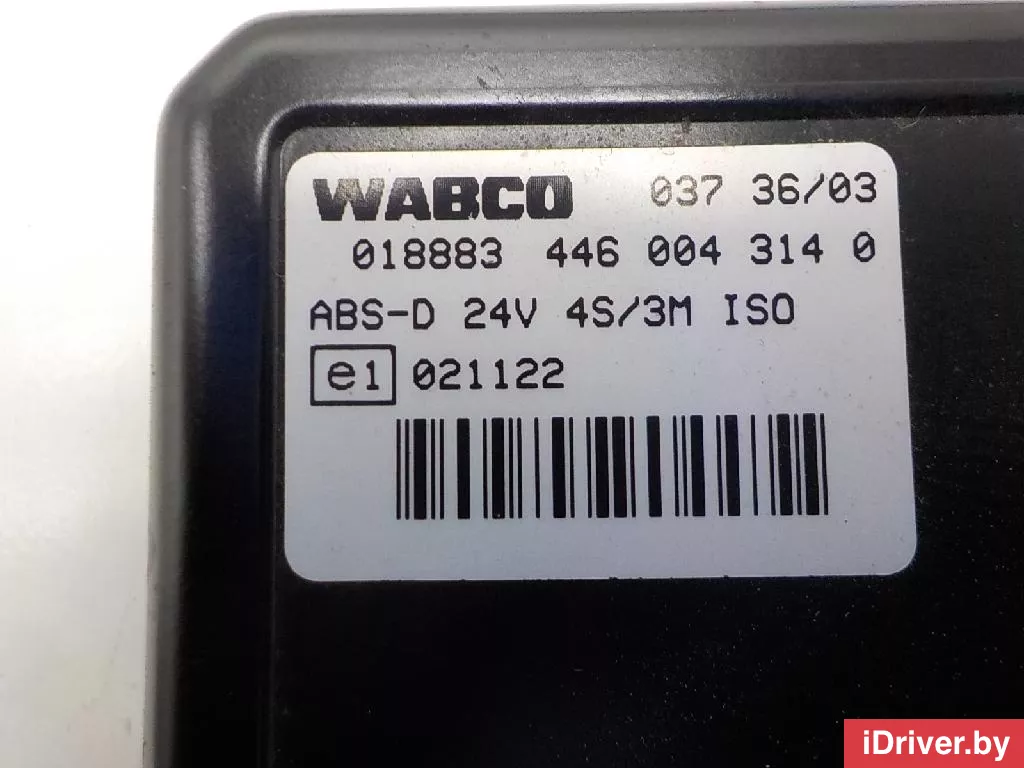 WABCO 037 36/03
018883 446 004 314 0
ABS-D 24V 4S/3M ISO
e1 021122
iDriver.by